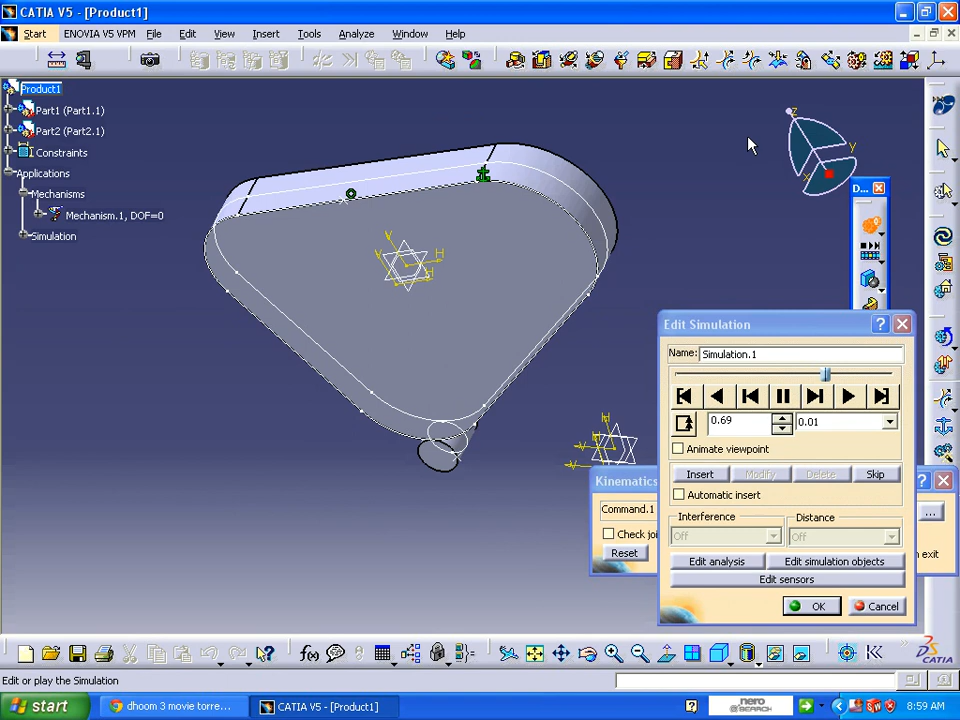 CATIA V5 - [Product1]
Start ENOVIA V5 VPM File Edit View Insert Tools Analyze Window Help
Product1
Part1 (Part1.1)
Part2 (Part2.1)
Constraints
Applications
Mechanisms
Mechanism.1, DOF=0
Simulation
z
y
x
D...
V
H
V
H
H
Edit Simulation
Name: Simulation.1
0.69 0.01
Animate viewpoint
Insert Modify Delete Skip
Automatic insert
Interference Distance
Off Off
Edit analysis Edit simulation objects
Edit sensors
OK Cancel
Kinematics
Command.1 ...
Check joi
n exit
Reset
f(x)
DS
CATIA
Edit or play the Simulation
start dhoom 3 movie torre... CATIA V5 - [Product1] nero SEARCH 8:59 AM